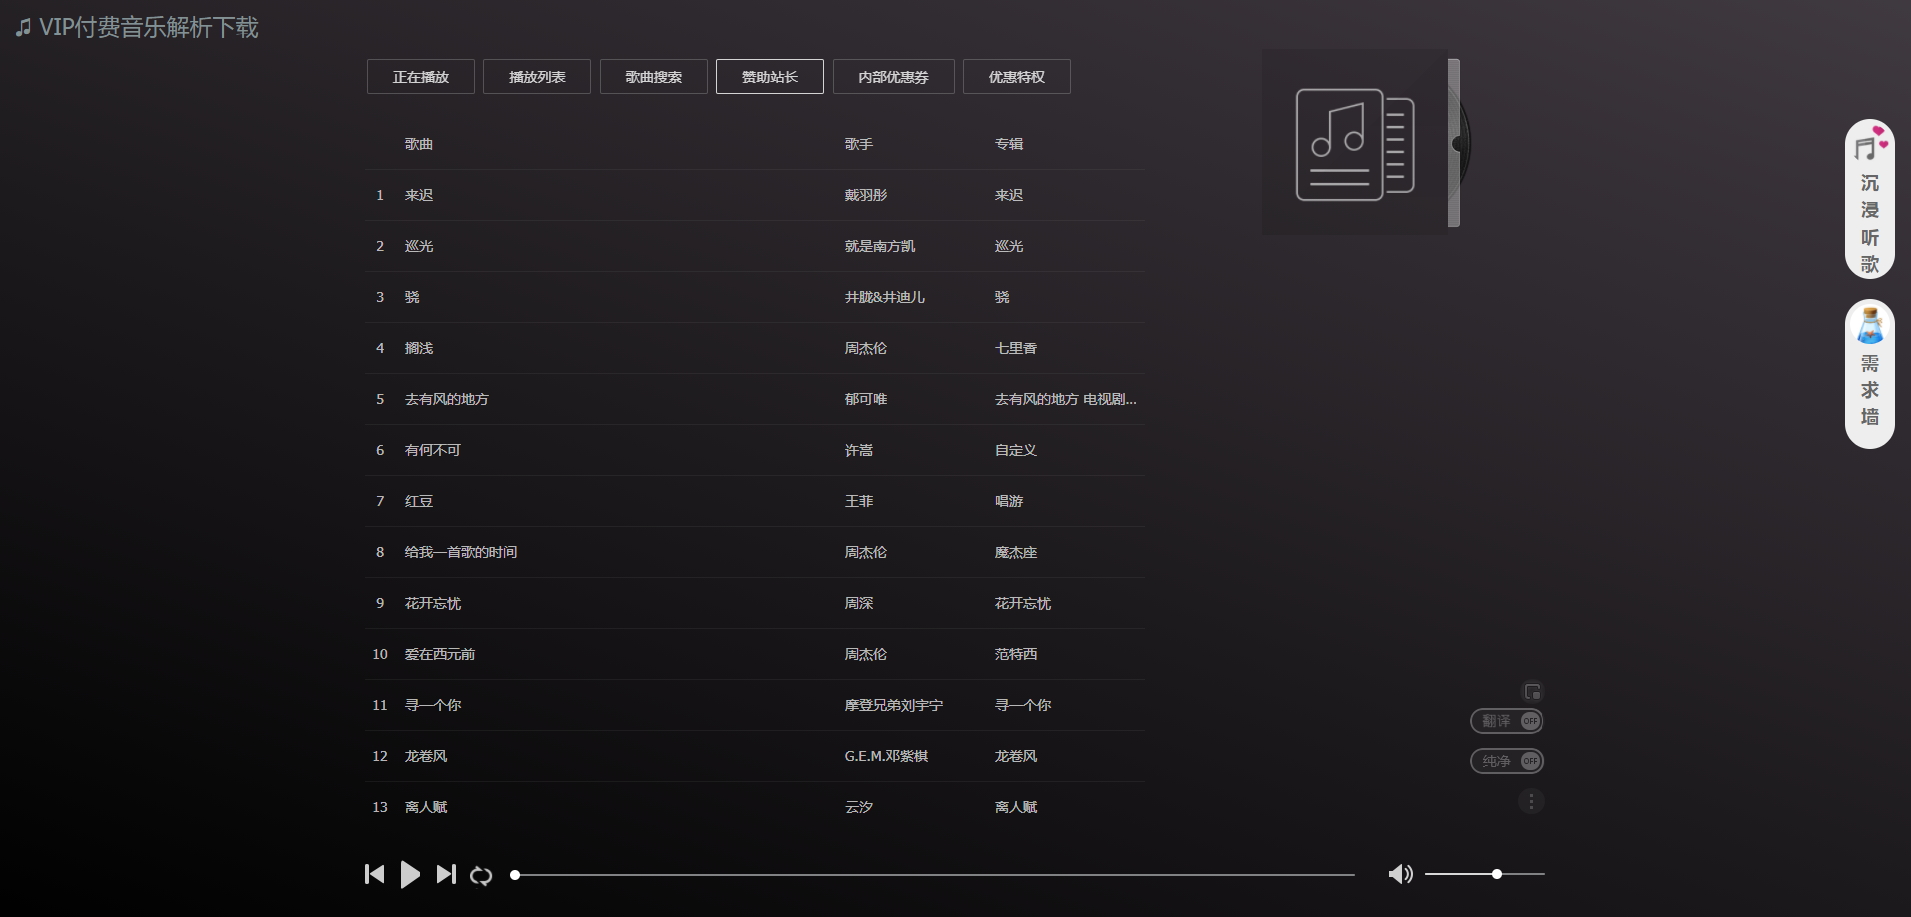 VIP付费音乐解析下载
正在播放 播放列表 歌曲搜索 赞助站长 内部优惠券 优惠特权
歌曲 歌手 专辑
1 来迟 戴羽彤 来迟
2 巡光 就是南方凯 巡光
3 骁 井胧&井迪儿 骁
4 搁浅 周杰伦 七里香
5 去有风的地方 郁可唯 去有风的地方 电视剧...
6 有何不可 许嵩 自定义
7 红豆 王菲 唱游
8 给我一首歌的时间 周杰伦 魔杰座
9 花开忘忧 周深 花开忘忧
10 爱在西元前 周杰伦 范特西
11 寻一个你 摩登兄弟刘宇宁 寻一个你
12 龙卷风 G.E.M.邓紫棋 龙卷风
13 离人赋 云汐 离人赋
沉浸听歌
需求墙
翻译 OFF
纯净 OFF